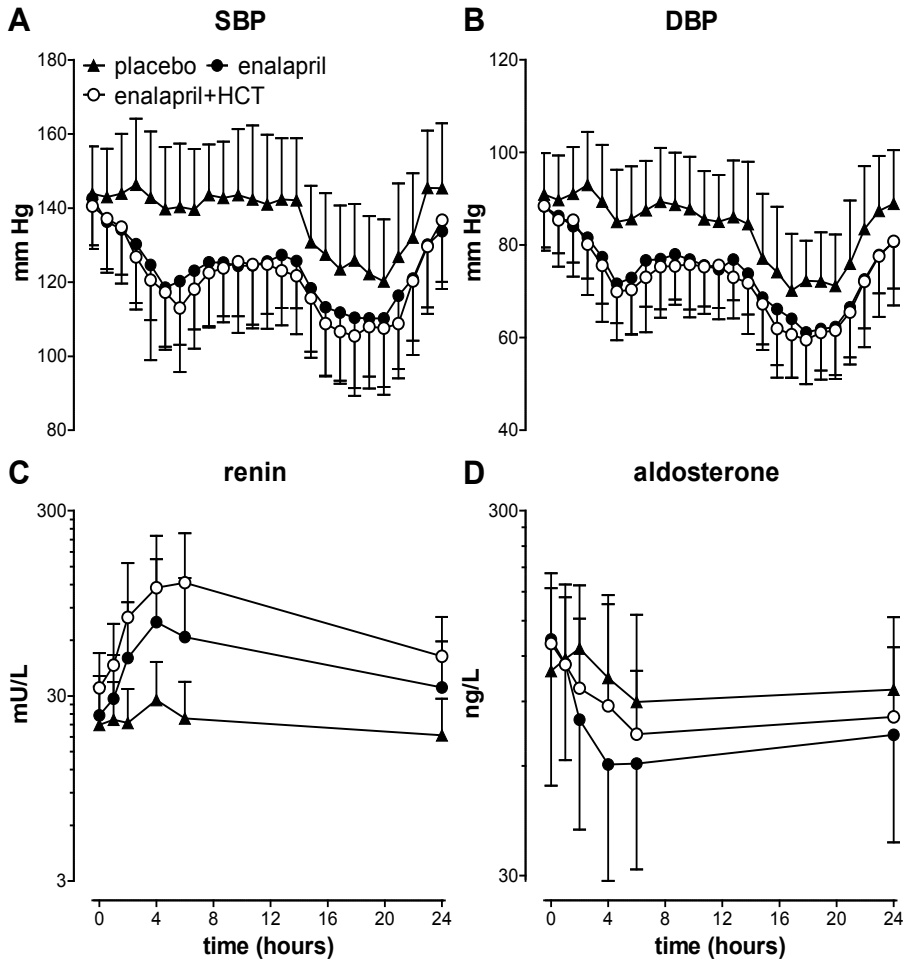 A SBP
mm Hg
180
160
140
120
100
80
placebo enalapril
enalapril+HCT
B DBP
mm Hg
120
100
80
60
40
C renin
mU/L
300
30
3
0 4 8 12 16 20 24
time (hours)
D aldosterone
ng/L
300
30
0 4 8 12 16 20 24
time (hours)